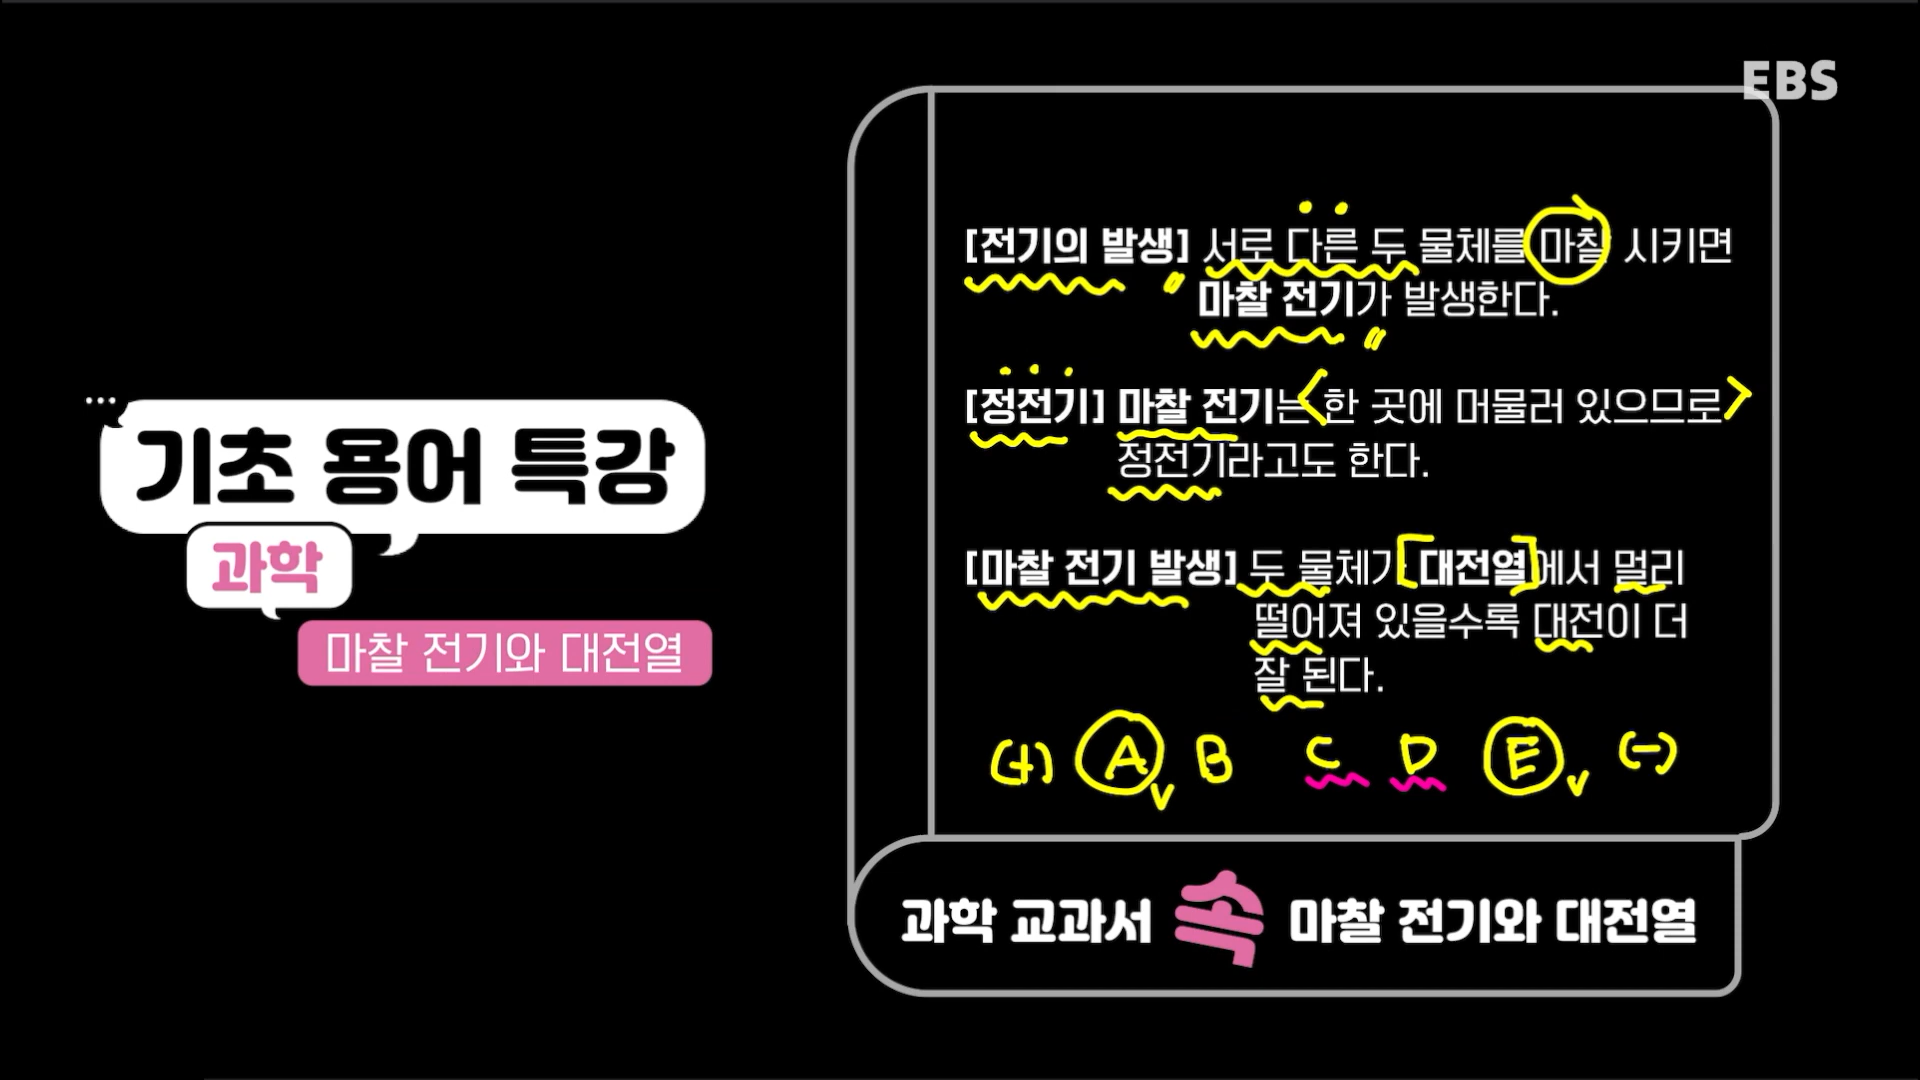 EBS
기초 용어 특강
과학
마찰 전기와 대전열
[전기의 발생] 서로 다른 두 물체를 마찰 시키면
마찰 전기가 발생한다.
[정전기] 마찰 전기는 한 곳에 머물러 있으므로
정전기라고도 한다.
[마찰 전기 발생] 두 물체가 대전열에서 멀리
떨어져 있을수록 대전이 더
잘 된다.
(+) A B C D E (-)
과학 교과서 속 마찰 전기와 대전열